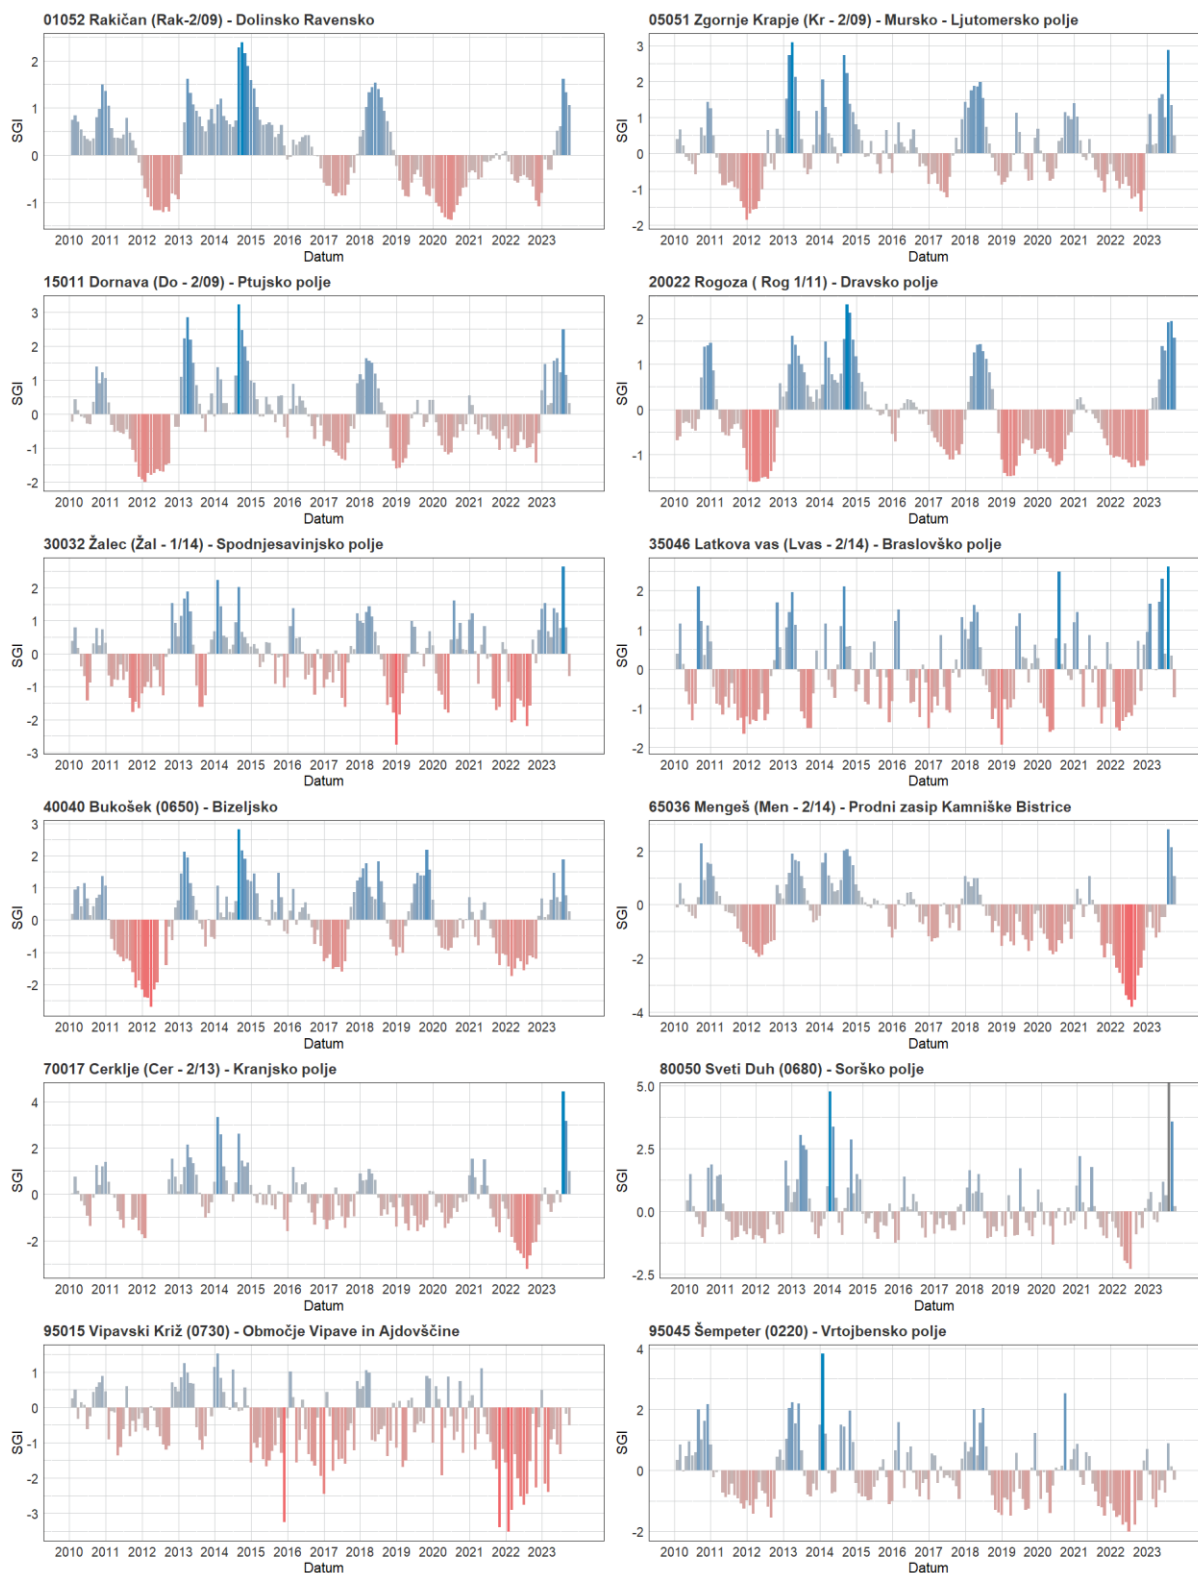 01052 Rakičan (Rak-2/09) - Dolinsko Ravensko
2
1
0
-1
SGI
2010 2011 2012 2013 2014 2015 2016 2017 2018 2019 2020 2021 2022 2023
Datum
05051 Zgornje Krapje (Kr - 2/09) - Mursko - Ljutomersko polje
3
2
1
0
-1
-2
SGI
2010 2011 2012 2013 2014 2015 2016 2017 2018 2019 2020 2021 2022 2023
Datum
15011 Dornava (Do - 2/09) - Ptujsko polje
3
2
1
0
-1
-2
SGI
2010 2011 2012 2013 2014 2015 2016 2017 2018 2019 2020 2021 2022 2023
Datum
20022 Rogoza ( Rog 1/11) - Dravsko polje
2
1
0
-1
SGI
2010 2011 2012 2013 2014 2015 2016 2017 2018 2019 2020 2021 2022 2023
Datum
30032 Žalec (Žal - 1/14) - Spodnjesavinjsko polje
2
1
0
-1
-2
-3
SGI
2010 2011 2012 2013 2014 2015 2016 2017 2018 2019 2020 2021 2022 2023
Datum
35046 Latkova vas (Lvas - 2/14) - Braslovško polje
2
1
0
-1
-2
SGI
2010 2011 2012 2013 2014 2015 2016 2017 2018 2019 2020 2021 2022 2023
Datum
40040 Bukošek (0650) - Bizeljsko
3
2
1
0
-1
-2
SGI
2010 2011 2012 2013 2014 2015 2016 2017 2018 2019 2020 2021 2022 2023
Datum
65036 Mengeš (Men - 2/14) - Prodni zasip Kamniške Bistrice
2
0
-2
-4
SGI
2010 2011 2012 2013 2014 2015 2016 2017 2018 2019 2020 2021 2022 2023
Datum
70017 Cerklje (Cer - 2/13) - Kranjsko polje
4
2
0
-2
SGI
2010 2011 2012 2013 2014 2015 2016 2017 2018 2019 2020 2021 2022 2023
Datum
80050 Sveti Duh (0680) - Sorško polje
5.0
2.5
0.0
-2.5
SGI
2010 2011 2012 2013 2014 2015 2016 2017 2018 2019 2020 2021 2022 2023
Datum
95015 Vipavski Križ (0730) - Območje Vipave in Ajdovščine
1
0
-1
-2
-3
SGI
2010 2011 2012 2013 2014 2015 2016 2017 2018 2019 2020 2021 2022 2023
Datum
95045 Šempeter (0220) - Vrtojbensko polje
4
2
0
-2
SGI
2010 2011 2012 2013 2014 2015 2016 2017 2018 2019 2020 2021 2022 2023
Datum